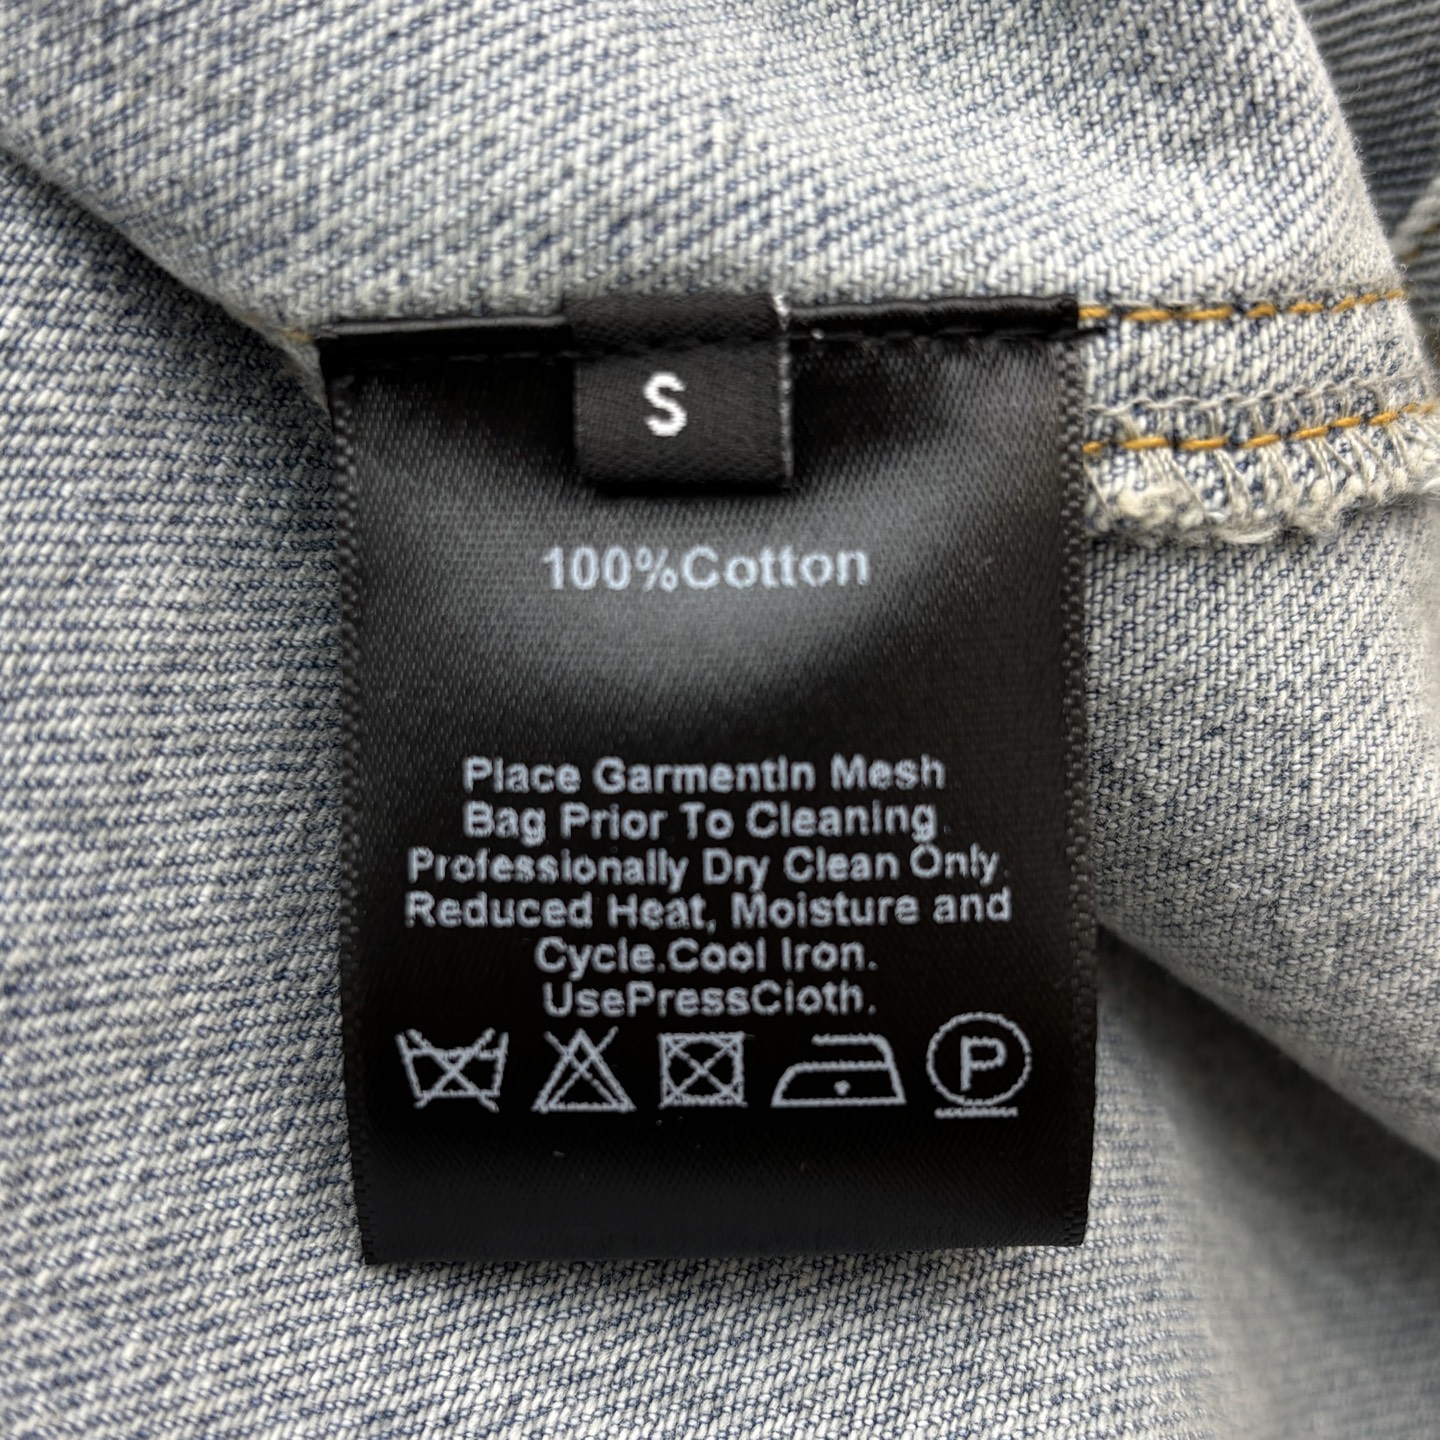 S
100%Cotton
Place GarmentIn Mesh
Bag Prior To Cleaning
Professionally Dry Clean Only.
Reduced Heat, Moisture and
Cycle.Cool Iron.
UsePressCloth.
P